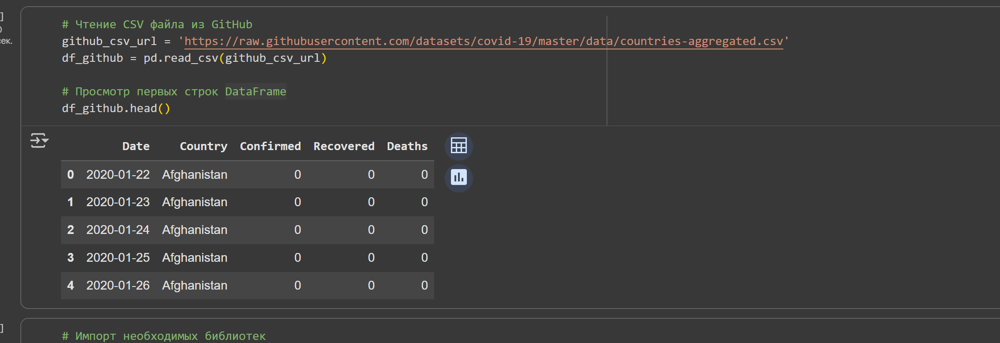 ]
# Чтение CSV файла из GitHub
github_csv_url = 'https://raw.githubusercontent.com/datasets/covid-19/master/data/countries-aggregated.csv'
df_github = pd.read_csv(github_csv_url)
# Просмотр первых строк DataFrame
df_github.head()
Date Country Confirmed Recovered Deaths
0 2020-01-22 Afghanistan 0 0 0
1 2020-01-23 Afghanistan 0 0 0
2 2020-01-24 Afghanistan 0 0 0
3 2020-01-25 Afghanistan 0 0 0
4 2020-01-26 Afghanistan 0 0 0
]
# Импорт необходимых библиотек